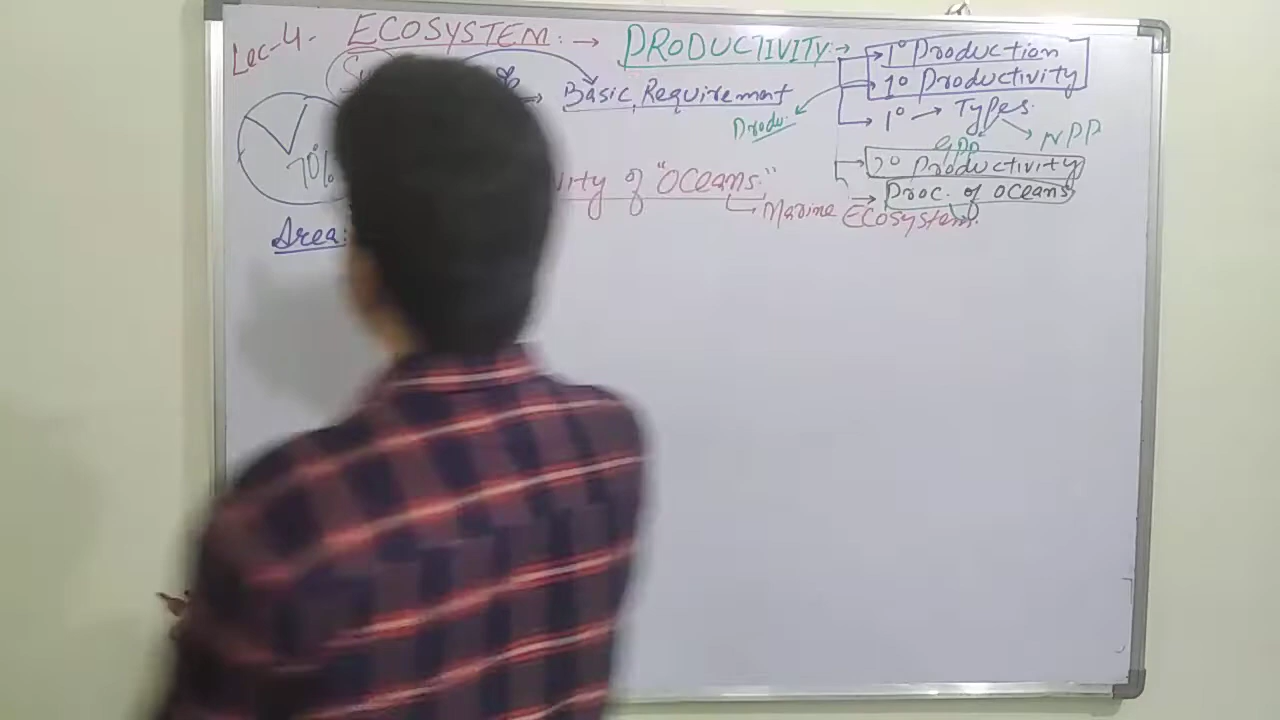 Lec-4. ECOSYSTEM: → PRODUCTIVITY: → 1° Production
1° Productivity
→ Basic Requirement
1° → Types
Produ.
GPP NPP
2° Productivity
70%
of "Oceans."
Proc. of oceans
→ Marine Ecosystem.
Area: